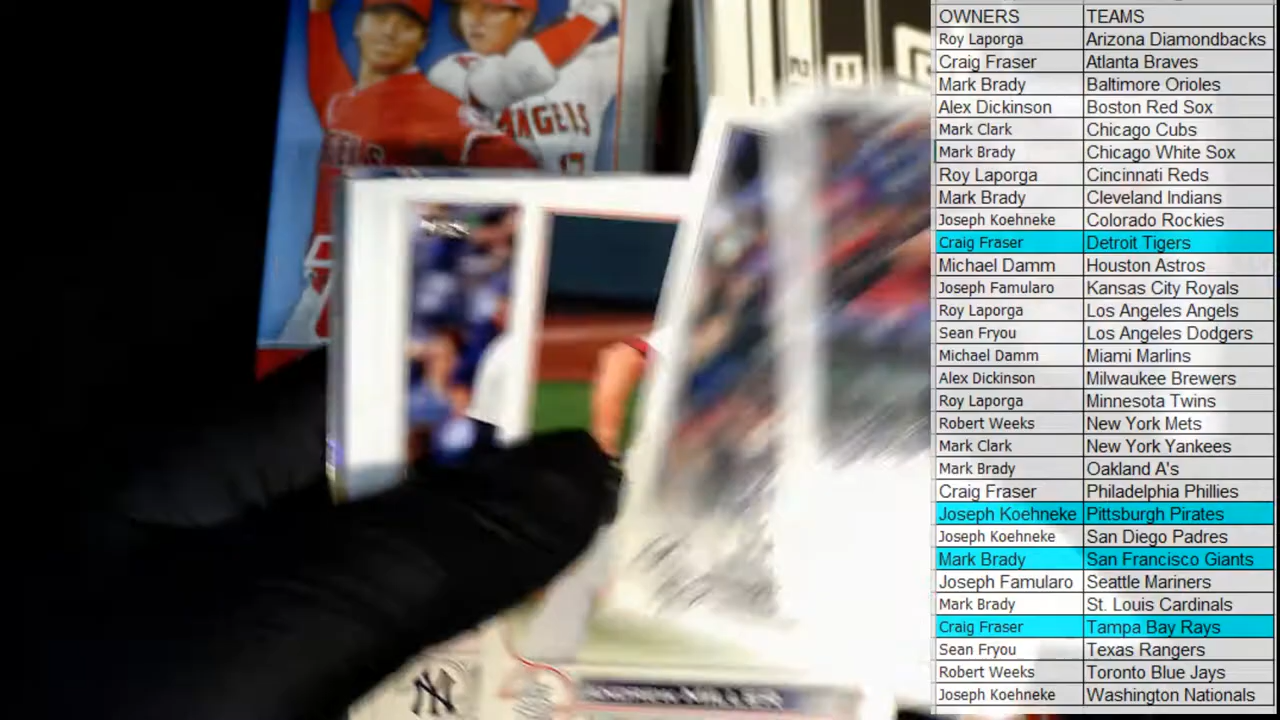 OWNERS TEAMS
Roy Laporga Arizona Diamondbacks
Craig Fraser Atlanta Braves
Mark Brady Baltimore Orioles
Alex Dickinson Boston Red Sox
Mark Clark Chicago Cubs
Mark Brady Chicago White Sox
Roy Laporga Cincinnati Reds
Mark Brady Cleveland Indians
Joseph Koehneke Colorado Rockies
Craig Fraser Detroit Tigers
Michael Damm Houston Astros
Joseph Famularo Kansas City Royals
Roy Laporga Los Angeles Angels
Sean Fryou Los Angeles Dodgers
Michael Damm Miami Marlins
Alex Dickinson Milwaukee Brewers
Roy Laporga Minnesota Twins
Robert Weeks New York Mets
Mark Clark New York Yankees
Mark Brady Oakland A's
Craig Fraser Philadelphia Phillies
Joseph Koehneke Pittsburgh Pirates
Joseph Koehneke San Diego Padres
Mark Brady San Francisco Giants
Joseph Famularo Seattle Mariners
Mark Brady St. Louis Cardinals
Craig Fraser Tampa Bay Rays
Sean Fryou Texas Rangers
Robert Weeks Toronto Blue Jays
Joseph Koehneke Washington Nationals
ANGELS
17
NY